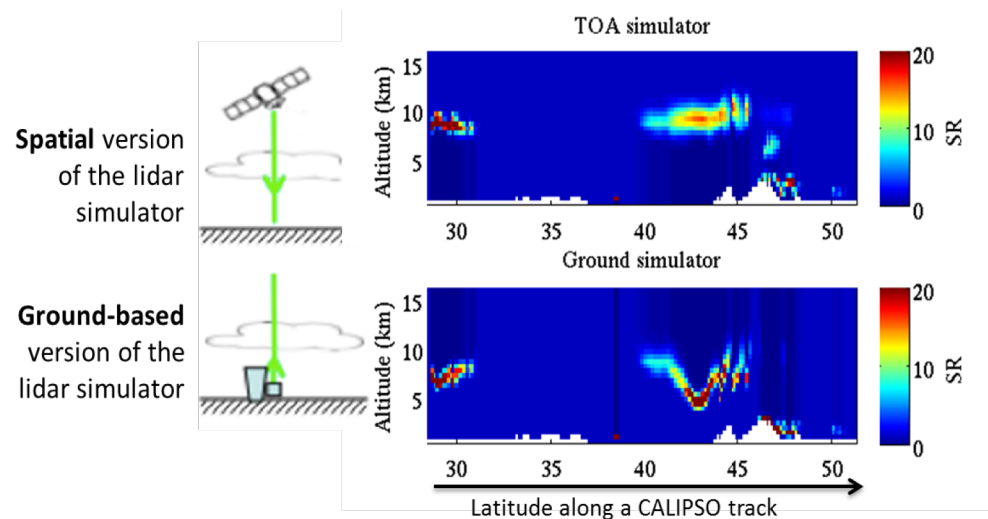 TOA simulator
Spatial version
of the lidar
simulator
Altitude (km)
15
10
5
30
35
40
45
50
20
10
0
SR
Ground simulator
Ground-based
version of the
lidar simulator
Altitude (km)
15
10
5
30
35
40
45
50
20
10
0
SR
Latitude along a CALIPSO track